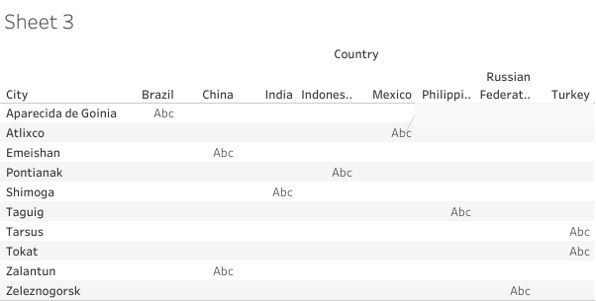 Sheet 3
Country
City Brazil China India Indones.. Mexico Philippi.. Russian Federat.. Turkey
Aparecida de Goinia Abc
Atlixco Abc
Emeishan Abc
Pontianak Abc
Shimoga Abc
Taguig Abc
Tarsus Abc
Tokat Abc
Zalantun Abc
Zeleznogorsk Abc